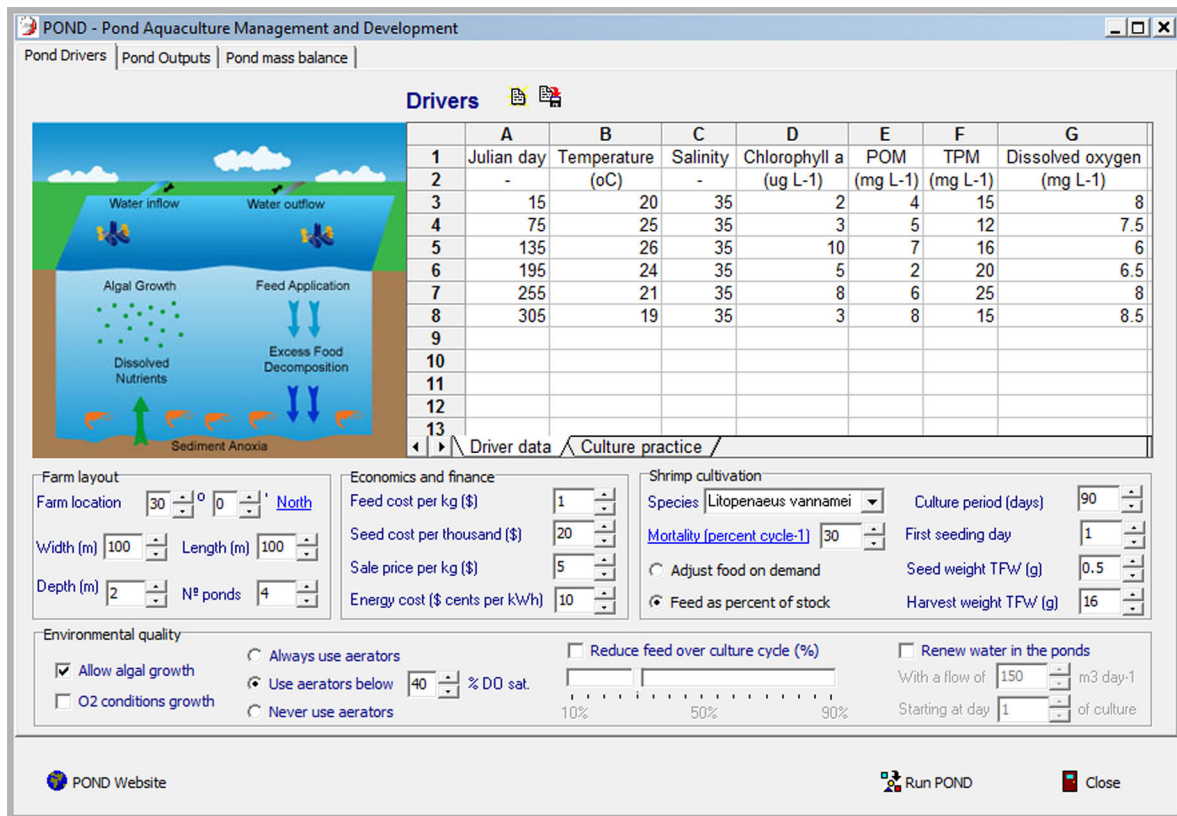 POND - Pond Aquaculture Management and Development
Pond Drivers Pond Outputs Pond mass balance
Drivers
A B C D E F G
1 Julian day Temperature Salinity Chlorophyll a POM TPM Dissolved oxygen
2 - (oC) - (ug L-1) (mg L-1) (mg L-1) (mg L-1)
3 15 20 35 2 4 15 8
4 75 25 35 3 5 12 7.5
5 135 26 35 10 7 16 6
6 195 24 35 5 2 20 6.5
7 255 21 35 8 6 25 8
8 305 19 35 3 8 15 8.5
9
10
11
12
13
Driver data Culture practice
Water inflow Water outflow
Algal Growth Feed Application
Dissolved
Nutrients
Excess Food
Decomposition
Sediment Anoxia
Farm layout
Farm location 30 º 0 ' North
Width (m) 100 Length (m) 100
Depth (m) 2 Nº ponds 4
Economics and finance
Feed cost per kg ($) 1
Seed cost per thousand ($) 20
Sale price per kg ($) 5
Energy cost ($ cents per kWh) 10
Shrimp cultivation
Species Litopenaeus vannamei Culture period (days) 90
Mortality (percent cycle-1) 30 First seeding day 1
Adjust food on demand Seed weight TFW (g) 0.5
Feed as percent of stock Harvest weight TFW (g) 16
Environmental quality
Allow algal growth
O2 conditions growth
Always use aerators
Use aerators below 40 % DO sat.
Never use aerators
Reduce feed over culture cycle (%)
10% 50% 90%
Renew water in the ponds
With a flow of 150 m3 day-1
Starting at day 1 of culture
POND Website Run POND Close